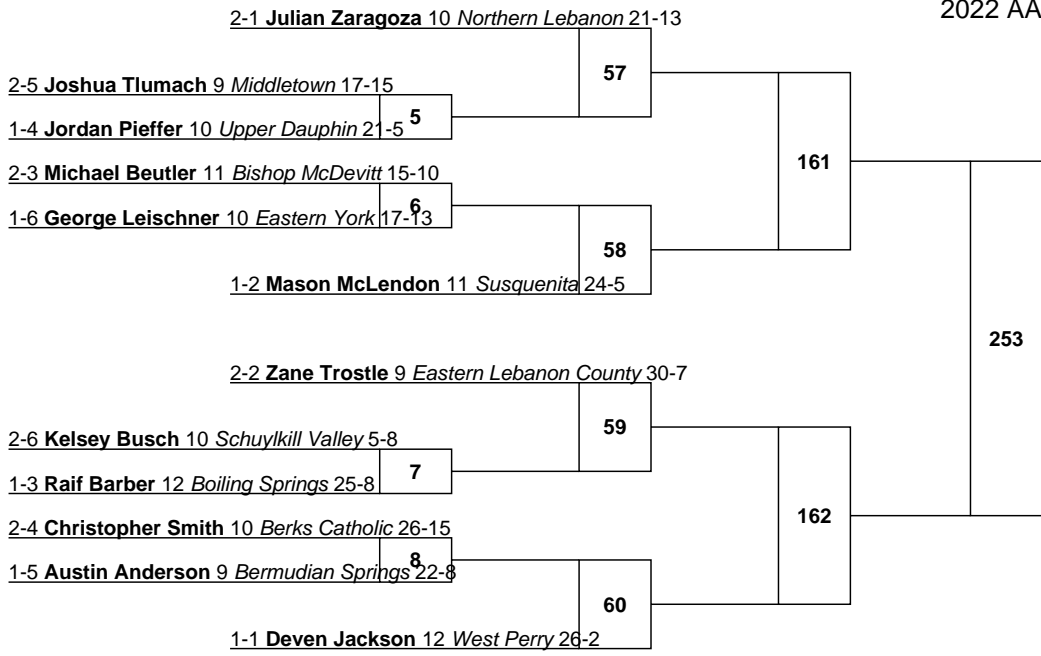 2022 AA
2-1 Julian Zaragoza 10 Northern Lebanon 21-13
57
2-5 Joshua Tlumach 9 Middletown 17-15
5
1-4 Jordan Pieffer 10 Upper Dauphin 21-5
161
2-3 Michael Beutler 11 Bishop McDevitt 15-10
6
1-6 George Leischner 10 Eastern York 17-13
58
1-2 Mason McLendon 11 Susquenita 24-5
253
2-2 Zane Trostle 9 Eastern Lebanon County 30-7
59
2-6 Kelsey Busch 10 Schuylkill Valley 5-8
7
1-3 Raif Barber 12 Boiling Springs 25-8
162
2-4 Christopher Smith 10 Berks Catholic 26-15
8
1-5 Austin Anderson 9 Bermudian Springs 22-8
60
1-1 Deven Jackson 12 West Perry 26-2